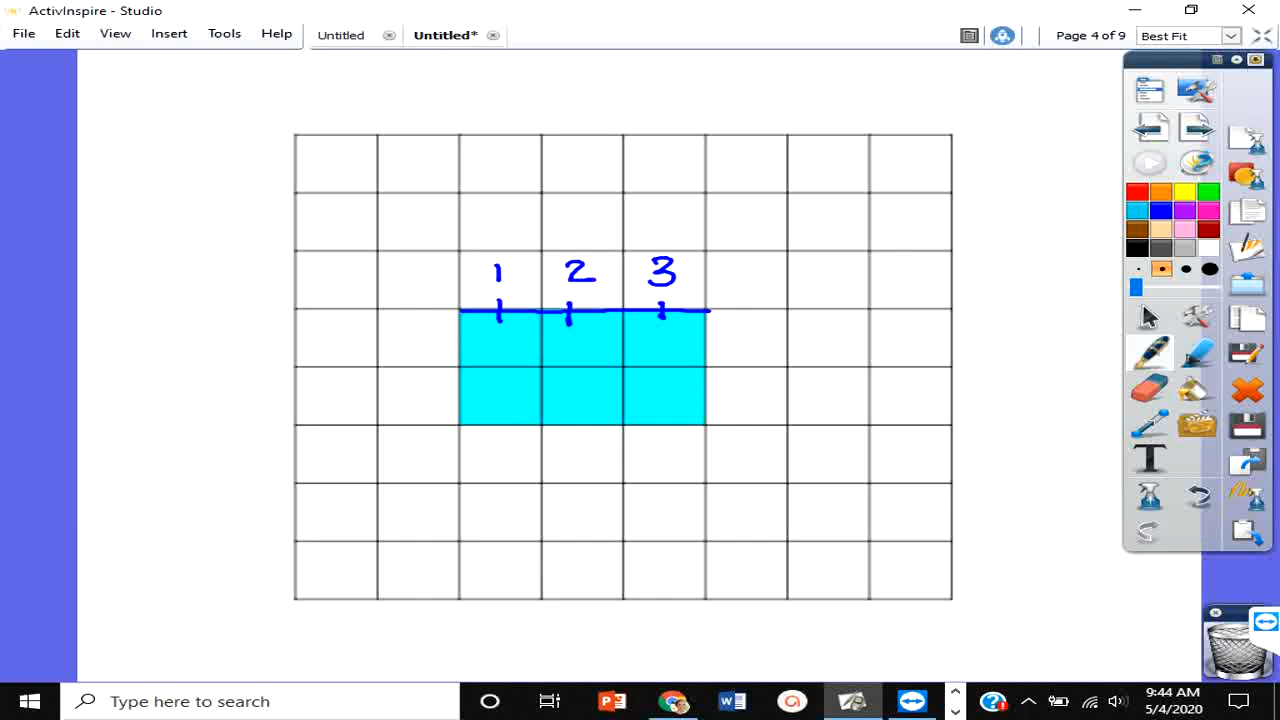 ActivInspire - Studio
File Edit View Insert Tools Help Untitled Untitled* Page 4 of 9 Best Fit
1 2 3
T
Type here to search
9:44 AM
5/4/2020